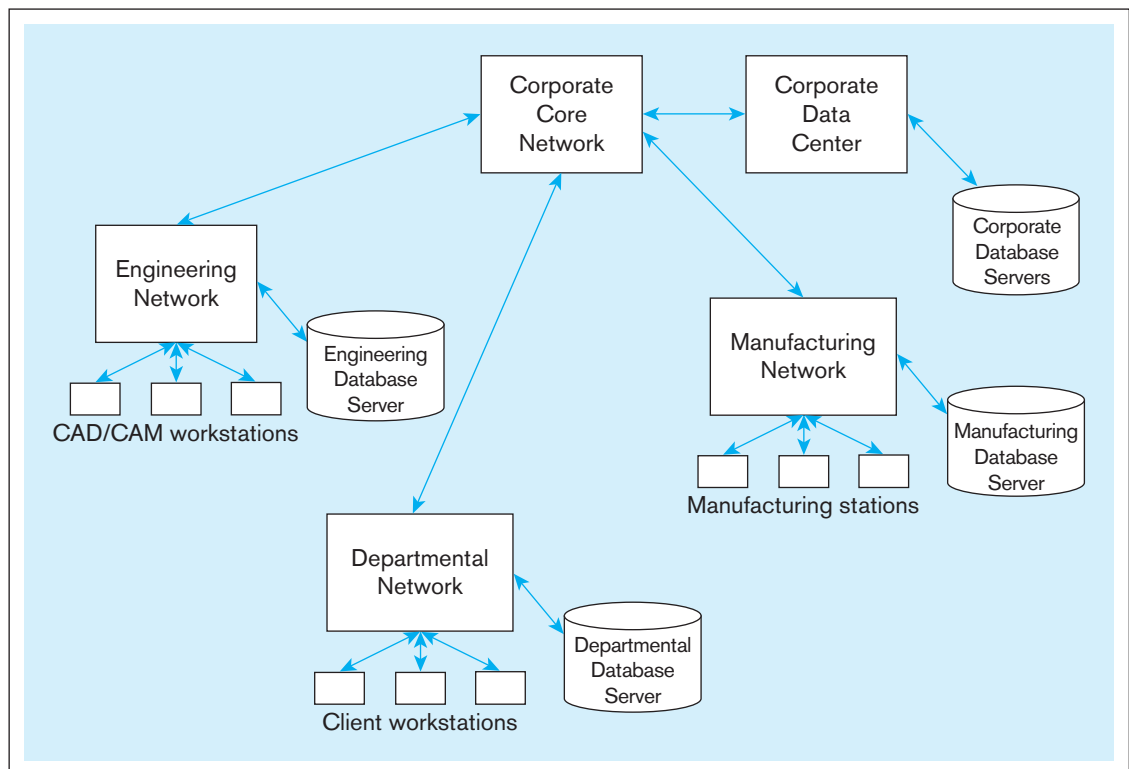 Corporate
Core
Network
Corporate
Data
Center
Corporate
Database
Servers
Engineering
Network
Engineering
Database
Server
CAD/CAM workstations
Manufacturing
Network
Manufacturing
Database
Server
Manufacturing stations
Departmental
Network
Departmental
Database
Server
Client workstations